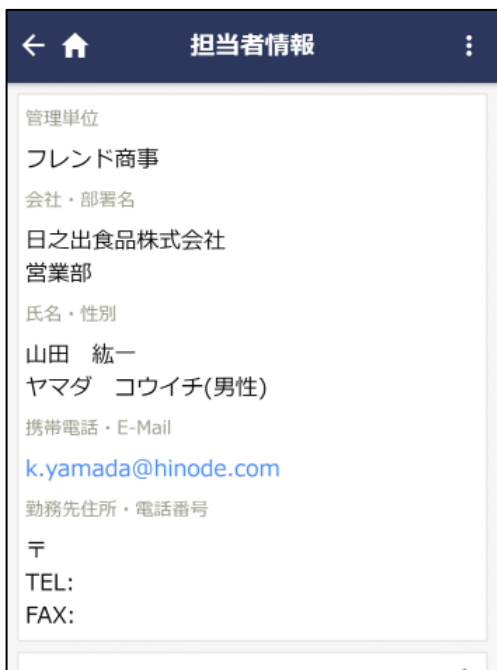 担当者情報
管理単位
フレンド商事
会社・部署名
日之出食品株式会社
営業部
氏名・性別
山田　紘一
ヤマダ　コウイチ(男性)
携帯電話・E-Mail
k.yamada@hinode.com
勤務先住所・電話番号
〒
TEL:
FAX: